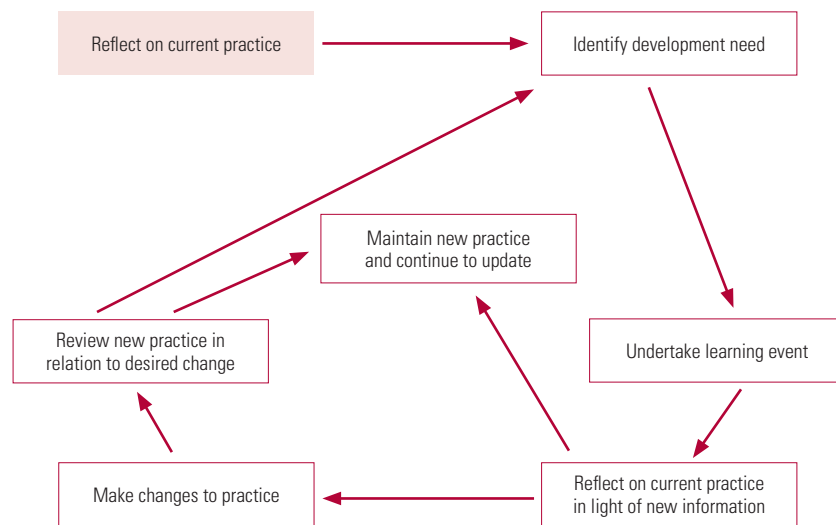 Reflect on current practice
Identify development need
Maintain new practice
and continue to update
Review new practice in
relation to desired change
Undertake learning event
Make changes to practice
Reflect on current practice
in light of new information